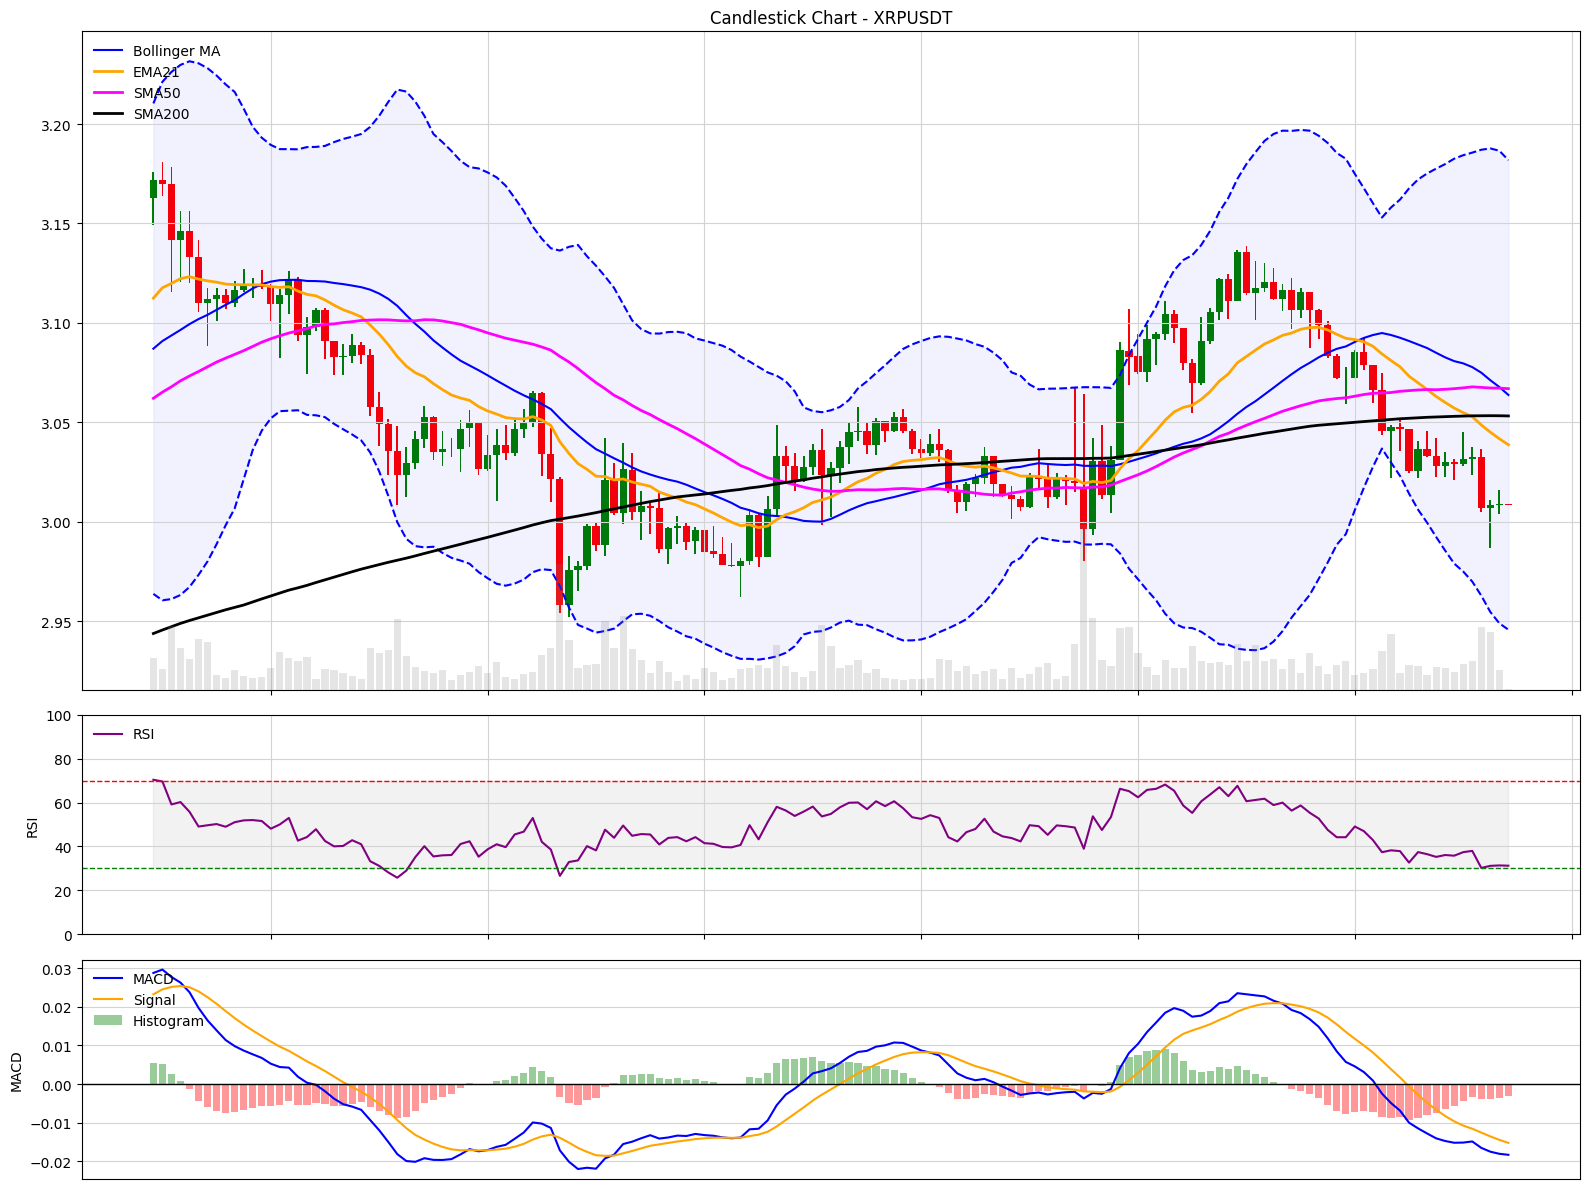 Candlestick Chart - XRPUSDT
Bollinger MA
EMA21
SMA50
SMA200
3.20
3.15
3.10
3.05
3.00
2.95
RSI
100
80
60
40
20
0
RSI
MACD
Signal
Histogram
0.03
0.02
0.01
0.00
−0.01
−0.02
MACD